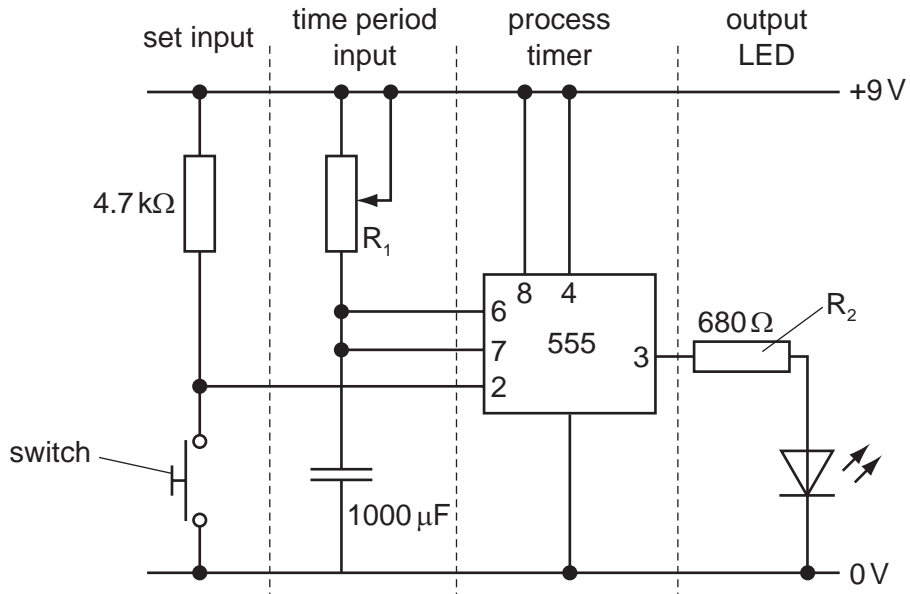 set input
time period
input
process
timer
output
LED
+9 V
4.7 kΩ
R1
8 4
6
7
2
555
3
680 Ω
R2
switch
1000 µF
0 V